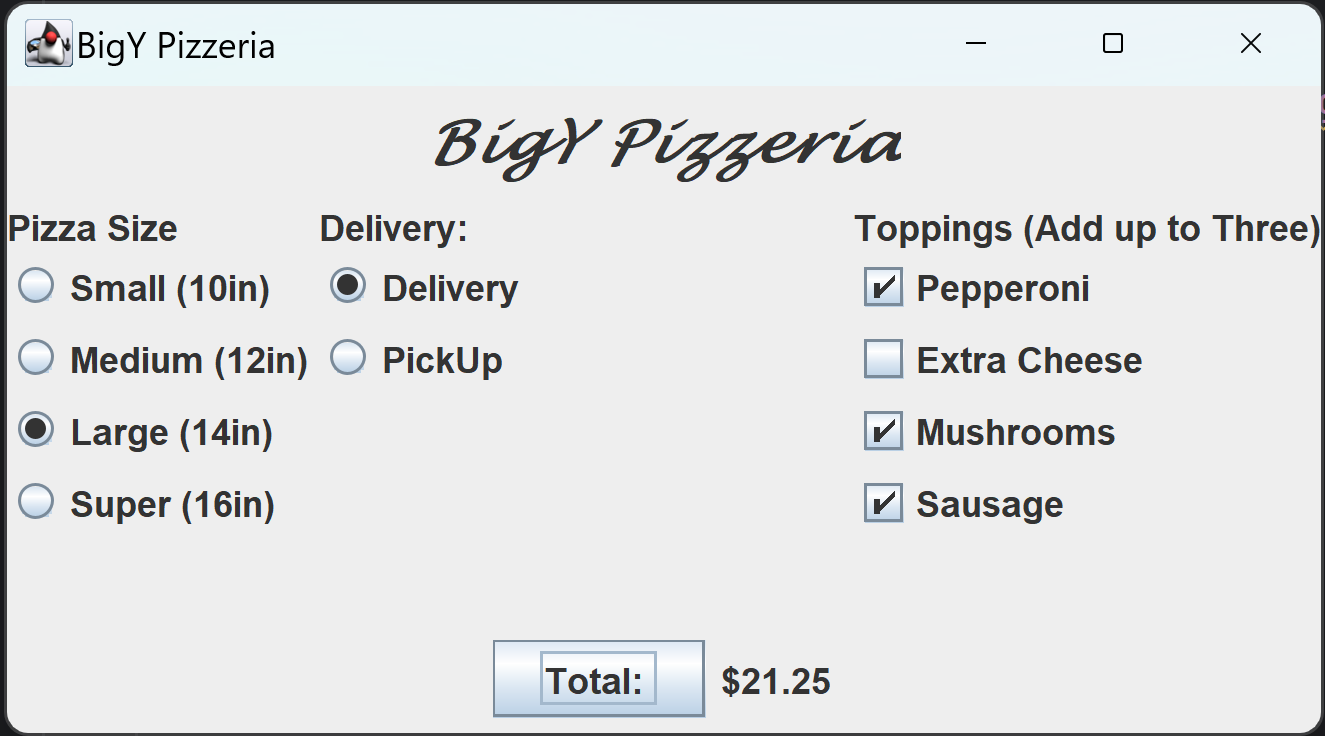 BigY Pizzeria
BigY Pizzeria
Pizza Size
Small (10in)
Medium (12in)
Large (14in)
Super (16in)
Delivery:
Delivery
PickUp
Toppings (Add up to Three)
Pepperoni
Extra Cheese
Mushrooms
Sausage
Total: $21.25